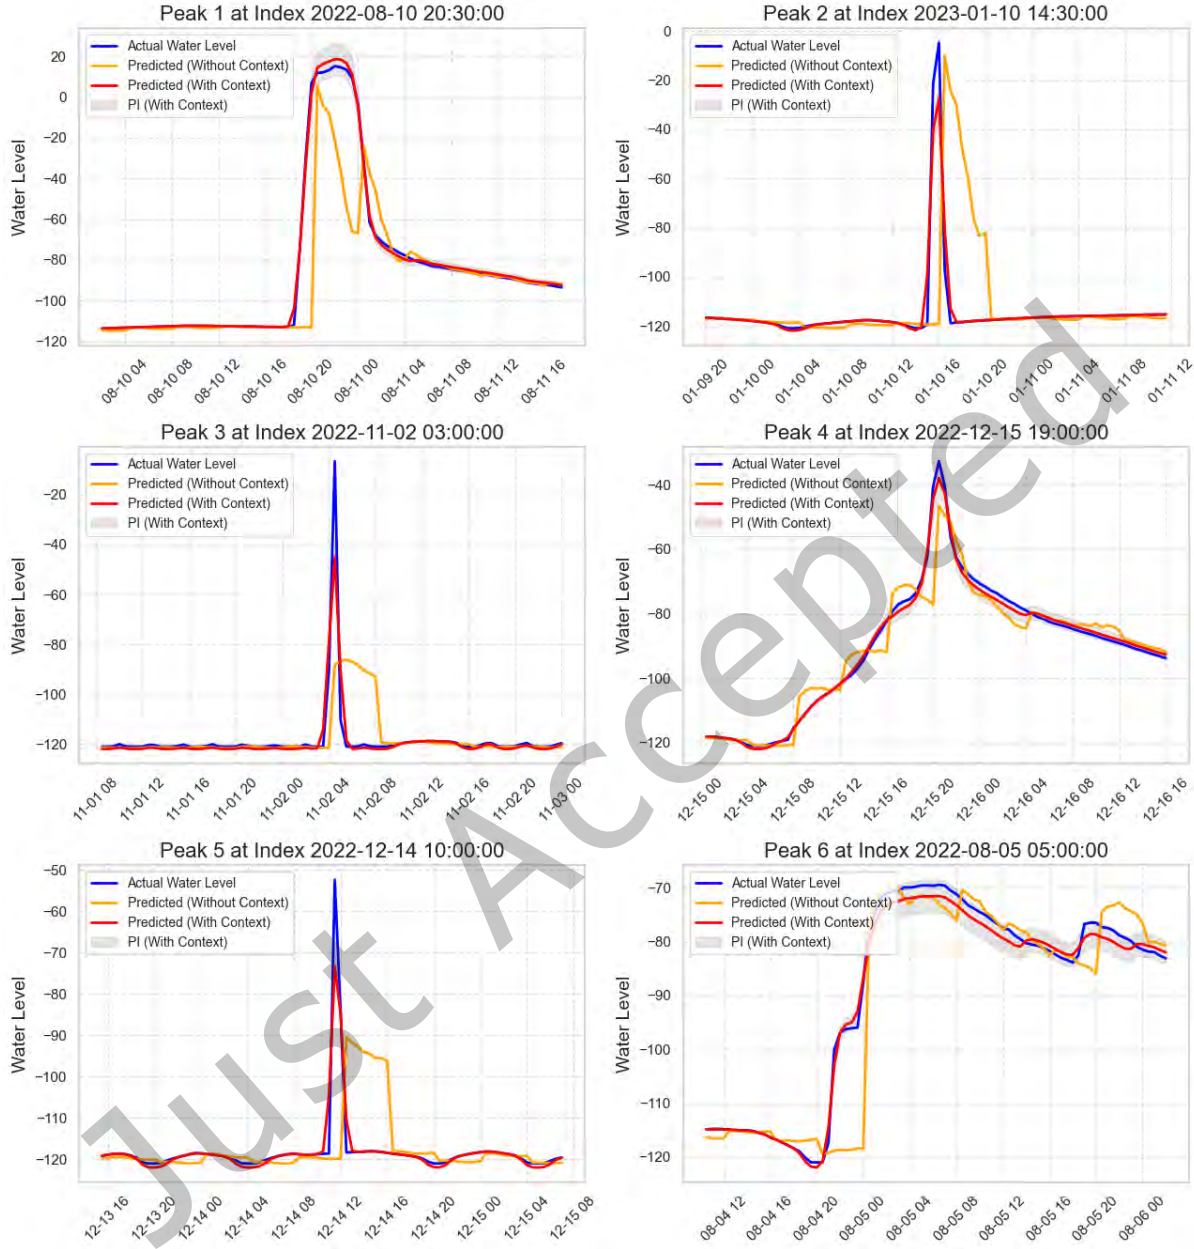 Peak 1 at Index 2022-08-10 20:30:00
Water Level
20
0
−20
−40
−60
−80
−100
−120
Actual Water Level
Predicted (Without Context)
Predicted (With Context)
PI (With Context)
08-10 04
08-10 08
08-10 12
08-10 16
08-10 20
08-11 00
08-11 04
08-11 08
08-11 12
08-11 16
Peak 2 at Index 2023-01-10 14:30:00
Water Level
0
−20
−40
−60
−80
−100
−120
Actual Water Level
Predicted (Without Context)
Predicted (With Context)
PI (With Context)
01-09 20
01-10 00
01-10 04
01-10 08
01-10 12
01-10 16
01-10 20
01-11 00
01-11 04
01-11 08
01-11 12
Peak 3 at Index 2022-11-02 03:00:00
Water Level
−20
−40
−60
−80
−100
−120
Actual Water Level
Predicted (Without Context)
Predicted (With Context)
PI (With Context)
11-01 08
11-01 12
11-01 16
11-01 20
11-02 00
11-02 04
11-02 08
11-02 12
11-02 16
11-02 20
11-03 00
Peak 4 at Index 2022-12-15 19:00:00
Water Level
−40
−60
−80
−100
−120
Actual Water Level
Predicted (Without Context)
Predicted (With Context)
PI (With Context)
12-15 00
12-15 04
12-15 08
12-15 12
12-15 16
12-15 20
12-16 00
12-16 04
12-16 08
12-16 12
12-16 16
Peak 5 at Index 2022-12-14 10:00:00
Water Level
−50
−60
−70
−80
−90
−100
−110
−120
Actual Water Level
Predicted (Without Context)
Predicted (With Context)
PI (With Context)
12-13 16
12-13 20
12-14 00
12-14 04
12-14 08
12-14 12
12-14 16
12-14 20
12-15 00
12-15 04
12-15 08
Peak 6 at Index 2022-08-05 05:00:00
Water Level
−70
−80
−90
−100
−110
−120
Actual Water Level
Predicted (Without Context)
Predicted (With Context)
PI (With Context)
08-04 12
08-04 16
08-04 20
08-05 00
08-05 04
08-05 08
08-05 12
08-05 16
08-05 20
08-06 00
Just Accepted